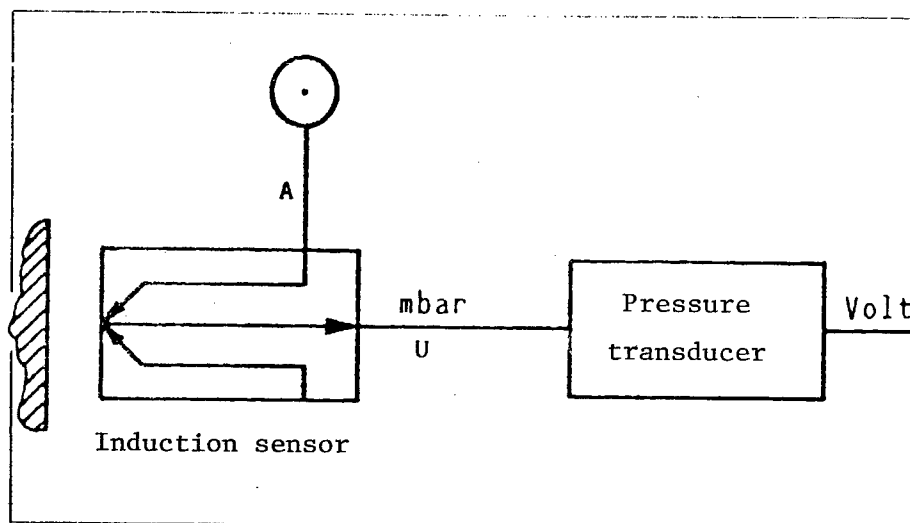 A
mbar
U
Pressure
transducer
Volt
Induction sensor